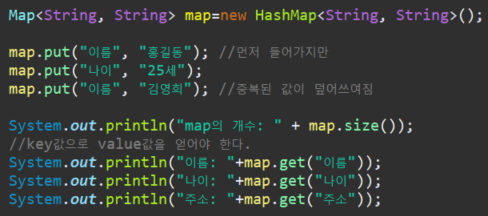 Map<String, String> map=new HashMap<String, String>();
map.put("이름", "홍길동"); //먼저 들어가지만
map.put("나이", "25세");
map.put("이름", "김영희"); //중복된 값이 덮어쓰여짐
System.out.println("map의 개수: " + map.size());
//key값으로 value값을 얻어야 한다.
System.out.println("이름: "+map.get("이름"));
System.out.println("나이: "+map.get("나이"));
System.out.println("주소: "+map.get("주소"));